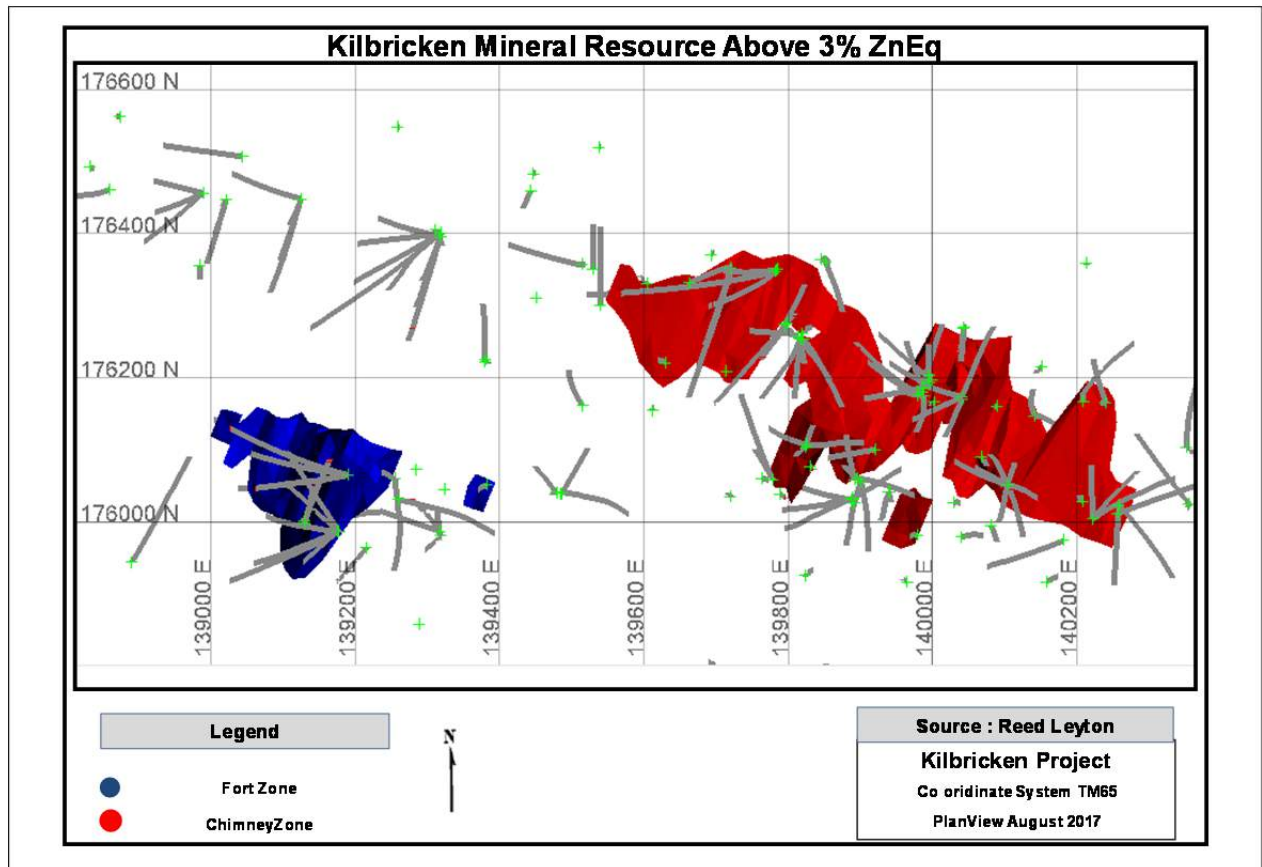 Kilbricken Mineral Resource Above 3% ZnEq
176600 N
176400 N
176200 N
176000 N
139000 E
139200 E
139400 E
139600 E
139800 E
140000 E
140200 E
Legend
Fort Zone
ChimneyZone
N
Source : Reed Leyton
Kilbricken Project
Co oridinate System TM65
PlanView August 2017